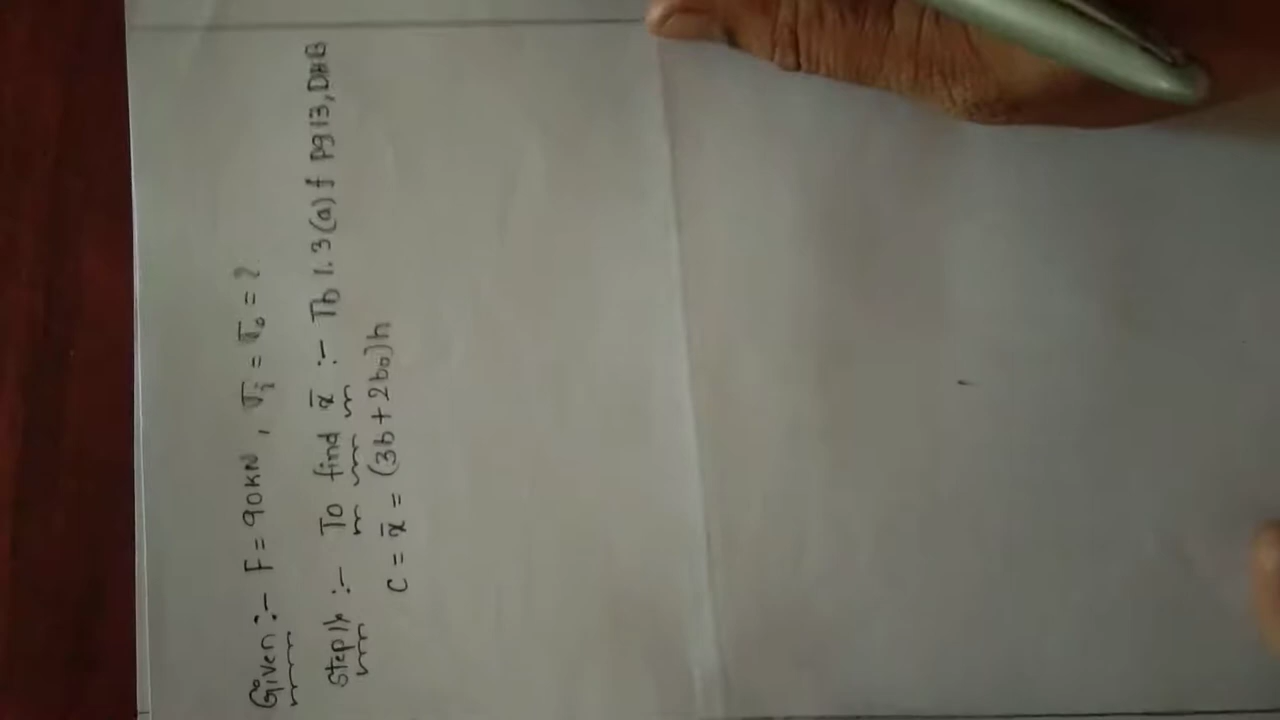 Given :- F = 90KN , σi = σo = ?
Step 1) :- To find x̄ :- Tb 1.3(a) f Pg 13, DHB
C = x̄ = (3b + 2bo)h